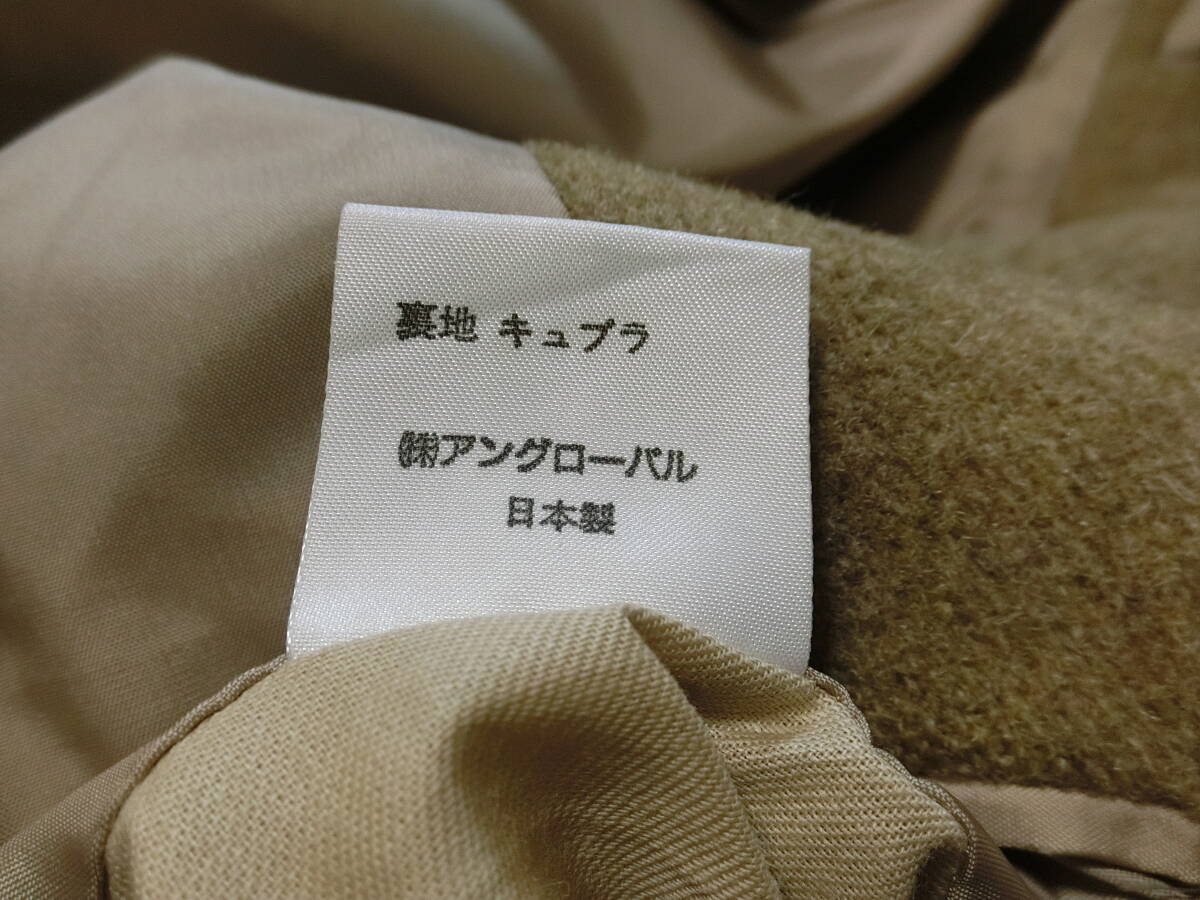 裏地 キュプラ
㈱アングローバル
日本製